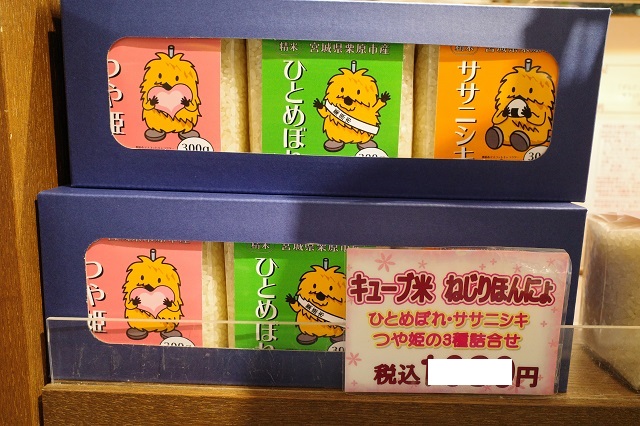 つや姫
300g
精米 宮城県栗原市産
ひとめぼれ
30
ササニシキ
30
つや姫
300g
精米 宮城県栗原市産
ひとめぼ
キューブ米 ねじりほんにょ
ひとめぼれ・ササニシキ
つや姫の3種詰合せ
税込
円